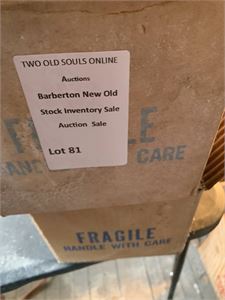 TWO OLD SOULS ONLINE
Auctions
Barberton New Old
Stock Inventory Sale
Auction Sale
Lot 81
FRAGILE
HANDLE WITH CARE
FRAGILE
HANDLE WITH CARE